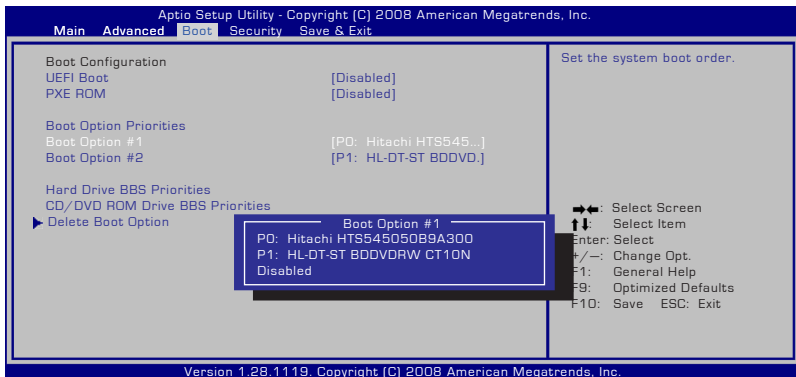 Aptio Setup Utility - Copyright (C) 2008 American Megatrends, Inc.
Main Advanced Boot Security Save & Exit
Boot Configuration
UEFI Boot [Disabled]
PXE ROM [Disabled]
Boot Option Priorities
Boot Option #1 [P0: Hitachi HTS545...]
Boot Option #2 [P1: HL-DT-ST BDDVD.]
Hard Drive BBS Priorities
CD/DVD ROM Drive BBS Priorities
Delete Boot Option
Boot Option #1
P0: Hitachi HTS545050B9A300
P1: HL-DT-ST BDDVDRW CT10N
Disabled
Set the system boot order.
→←: Select Screen
↑↓: Select Item
Enter: Select
+/−: Change Opt.
F1: General Help
F9: Optimized Defaults
F10: Save ESC: Exit
Version 1.28.1119. Copyright (C) 2008 American Megatrends, Inc.